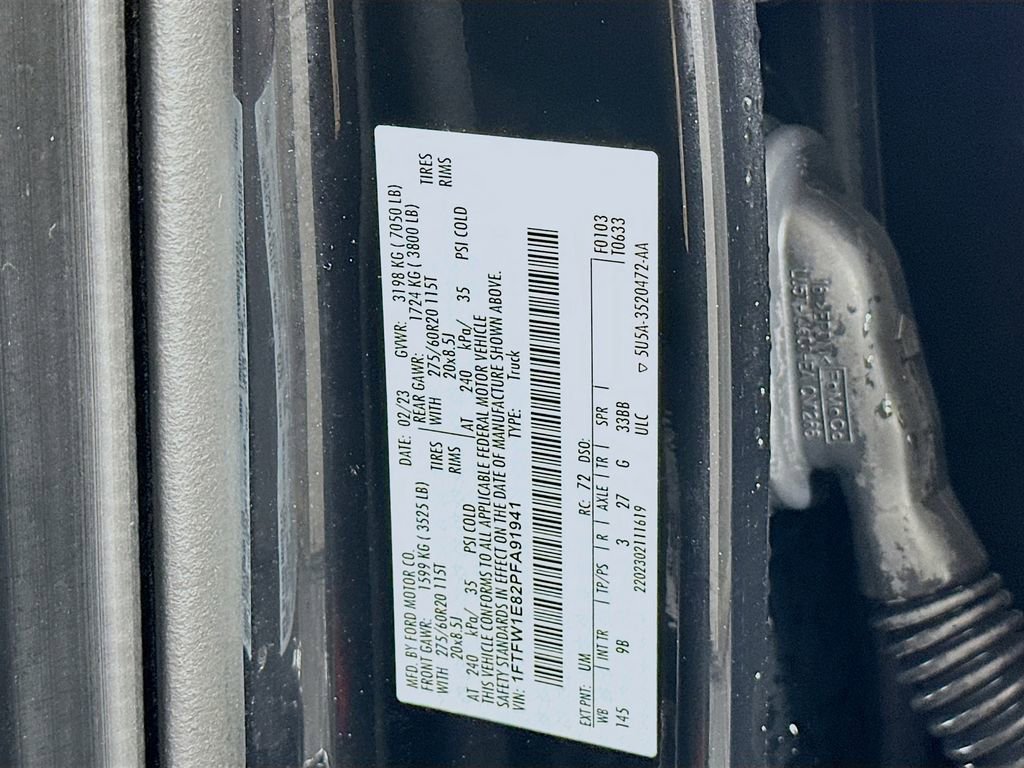 MFD. BY FORD MOTOR CO. DATE: 02/23 GVWR: 3198 KG ( 7050 LB)
FRONT GAWR: 1599 KG ( 3525 LB) REAR GAWR: 1724 KG ( 3800 LB)
WITH 275/60R20 115T TIRES WITH 275/60R20 115T TIRES
20x8.5J RIMS 20x8.5J RIMS
AT 240 kPa/ 35 PSI COLD AT 240 kPa/ 35 PSI COLD
THIS VEHICLE CONFORMS TO ALL APPLICABLE FEDERAL MOTOR VEHICLE
SAFETY STANDARDS IN EFFECT ON THE DATE OF MANUFACTURE SHOWN ABOVE.
VIN: 1FTFW1E82PFA91941 TYPE: Truck
EXT PNT: UM RC: 72 DSO:
WB INTR TP/PS R AXLE TR SPR F0103
145 9B 3 27 G 33BB T0633
2202302111619 ULC
▽ 5U5A-3520472-AA
FoMoCo